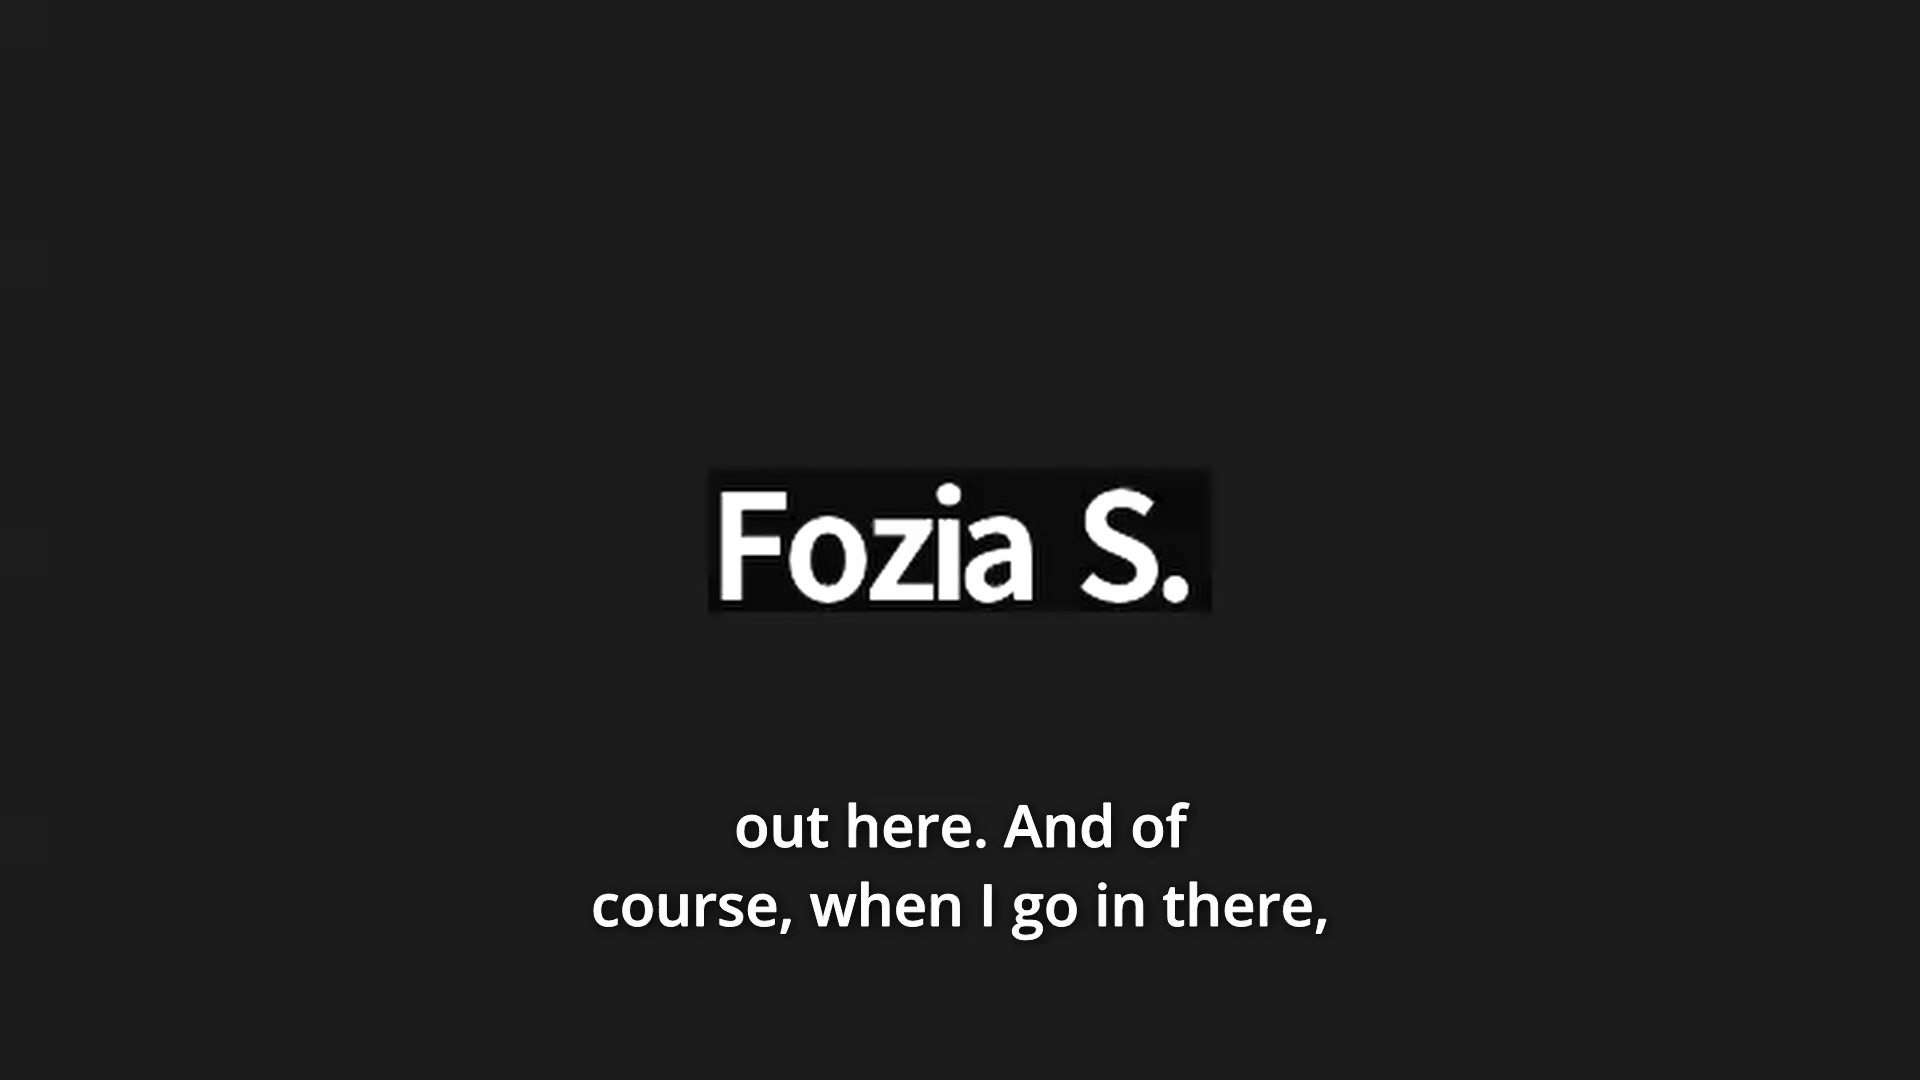 Fozia S.
out here. And of
course, when I go in there,